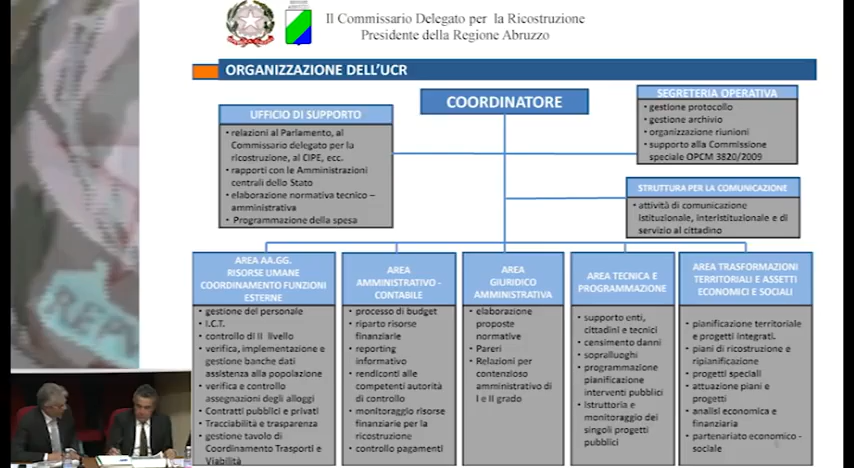 Il Commissario Delegato per la Ricostruzione
Presidente della Regione Abruzzo
ORGANIZZAZIONE DELL'UCR
COORDINATORE
UFFICIO DI SUPPORTO
• relazioni al Parlamento, al
Commissario delegato per la
ricostruzione, al CIPE, ecc.
• rapporti con le Amministrazioni
centrali dello Stato
• elaborazione normativa tecnico –
amministrativa
• Programmazione della spesa
SEGRETERIA OPERATIVA
• gestione protocollo
• gestione archivio
• organizzazione riunioni
• supporto alla Commissione
speciale OPCM 3820/2009
STRUTTURA PER LA COMUNICAZIONE
• attività di comunicazione
istituzionale, interistituzionale e di
servizio al cittadino
AREA AA.GG.
RISORSE UMANE
COORDINAMENTO FUNZIONI
ESTERNE
• gestione del personale
• I.C.T.
• controllo di II livello
• verifica, implementazione e
gestione banche dati
assistenza alla popolazione
• verifica e controllo
assegnazioni degli alloggi
• Contratti pubblici e privati
• Tracciabilità e trasparenza
• gestione tavolo di
Coordinamento Trasporti e
Viabilità
AREA
AMMINISTRATIVO -
CONTABILE
• processo di budget
• riparto risorse
finanziarie
• reporting
informativo
• rendiconti alle
competenti autorità
di controllo
• monitoraggio risorse
finanziarie per la
ricostruzione
• controllo pagamenti
AREA
GIURIDICO
AMMINISTRATIVA
• elaborazione
proposte
normative
• Pareri
• Relazioni per
contenzioso
amministrativo di
I e II grado
AREA TECNICA E
PROGRAMMAZIONE
• supporto enti,
cittadini e tecnici
• censimento danni
• sopralluoghi
• programmazione
pianificazione
interventi pubblici
• istruttoria e
monitoraggio dei
singoli progetti
pubblici
AREA TRASFORMAZIONI
TERRITORIALI E ASSETTI
ECONOMICI E SOCIALI
• pianificazione territoriale
e progetti integrati.
• piani di ricostruzione e
ripianificazione
• progetti speciali
• attuazione piani e
progetti
• analisi economica e
finanziaria
• partenariato economico -
sociale